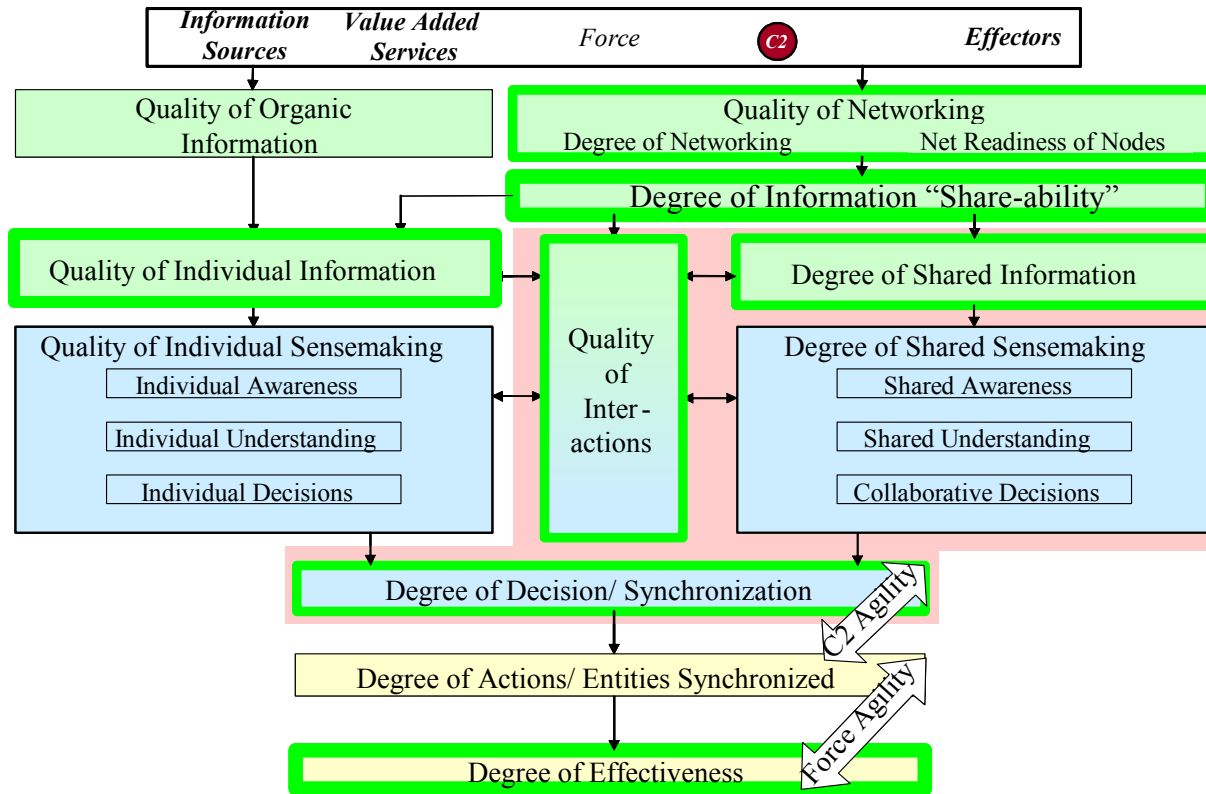 Information Sources
Value Added Services
Force
C2
Effectors
Quality of Organic
Information
Quality of Networking
Degree of Networking
Net Readiness of Nodes
Degree of Information “Share-ability”
Quality of Individual Information
Degree of Shared Information
Quality of Individual Sensemaking
Individual Awareness
Individual Understanding
Individual Decisions
Quality
of
Inter-
actions
Degree of Shared Sensemaking
Shared Awareness
Shared Understanding
Collaborative Decisions
Degree of Decision/ Synchronization
C2 Agility
Degree of Actions/ Entities Synchronized
Force Agility
Degree of Effectiveness